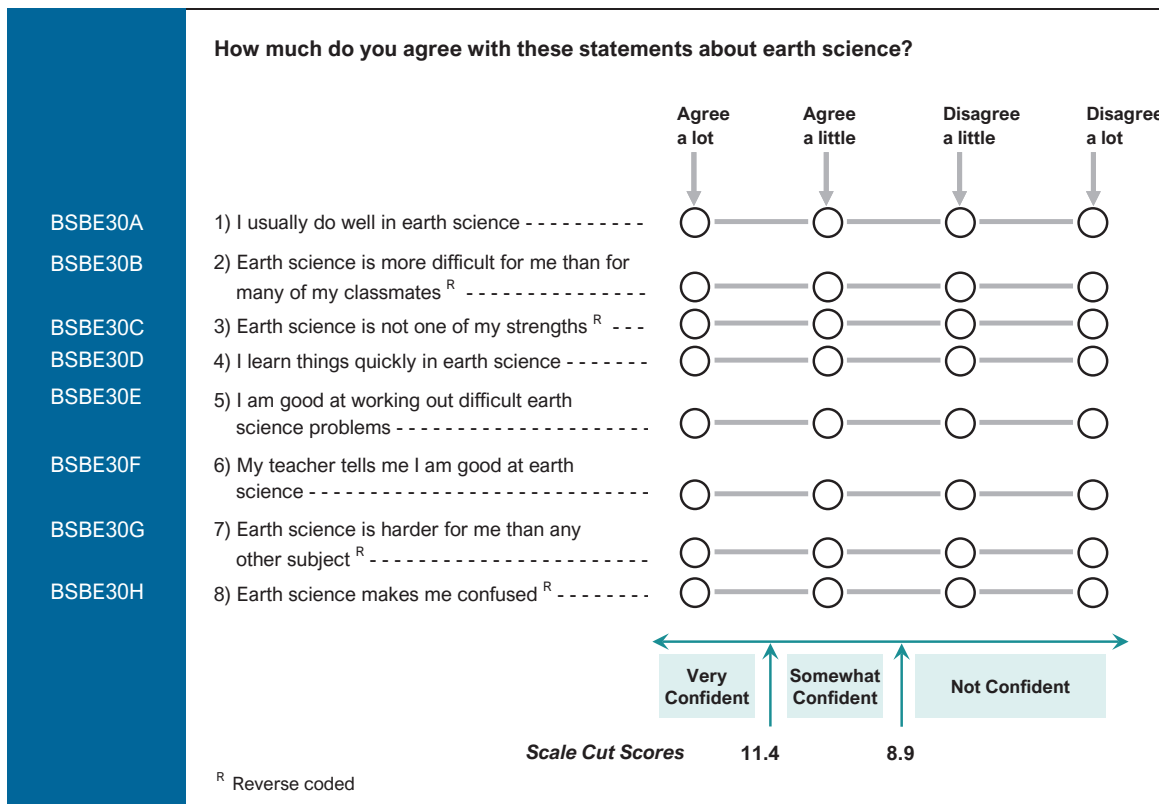 How much do you agree with these statements about earth science?
Agree a lot
Agree a little
Disagree a little
Disagree a lot
BSBE30A 1) I usually do well in earth science - - - - - - - - - -
BSBE30B 2) Earth science is more difficult for me than for
many of my classmates R - - - - - - - - - - - - - - -
BSBE30C 3) Earth science is not one of my strengths R - - -
BSBE30D 4) I learn things quickly in earth science - - - - - - -
BSBE30E 5) I am good at working out difficult earth
science problems - - - - - - - - - - - - - - - - - - - - -
BSBE30F 6) My teacher tells me I am good at earth
science - - - - - - - - - - - - - - - - - - - - - - - - - - - -
BSBE30G 7) Earth science is harder for me than any
other subject R - - - - - - - - - - - - - - - - - - - - - - -
BSBE30H 8) Earth science makes me confused R - - - - - - - -
Very Confident
Somewhat Confident
Not Confident
Scale Cut Scores 11.4 8.9
R Reverse coded